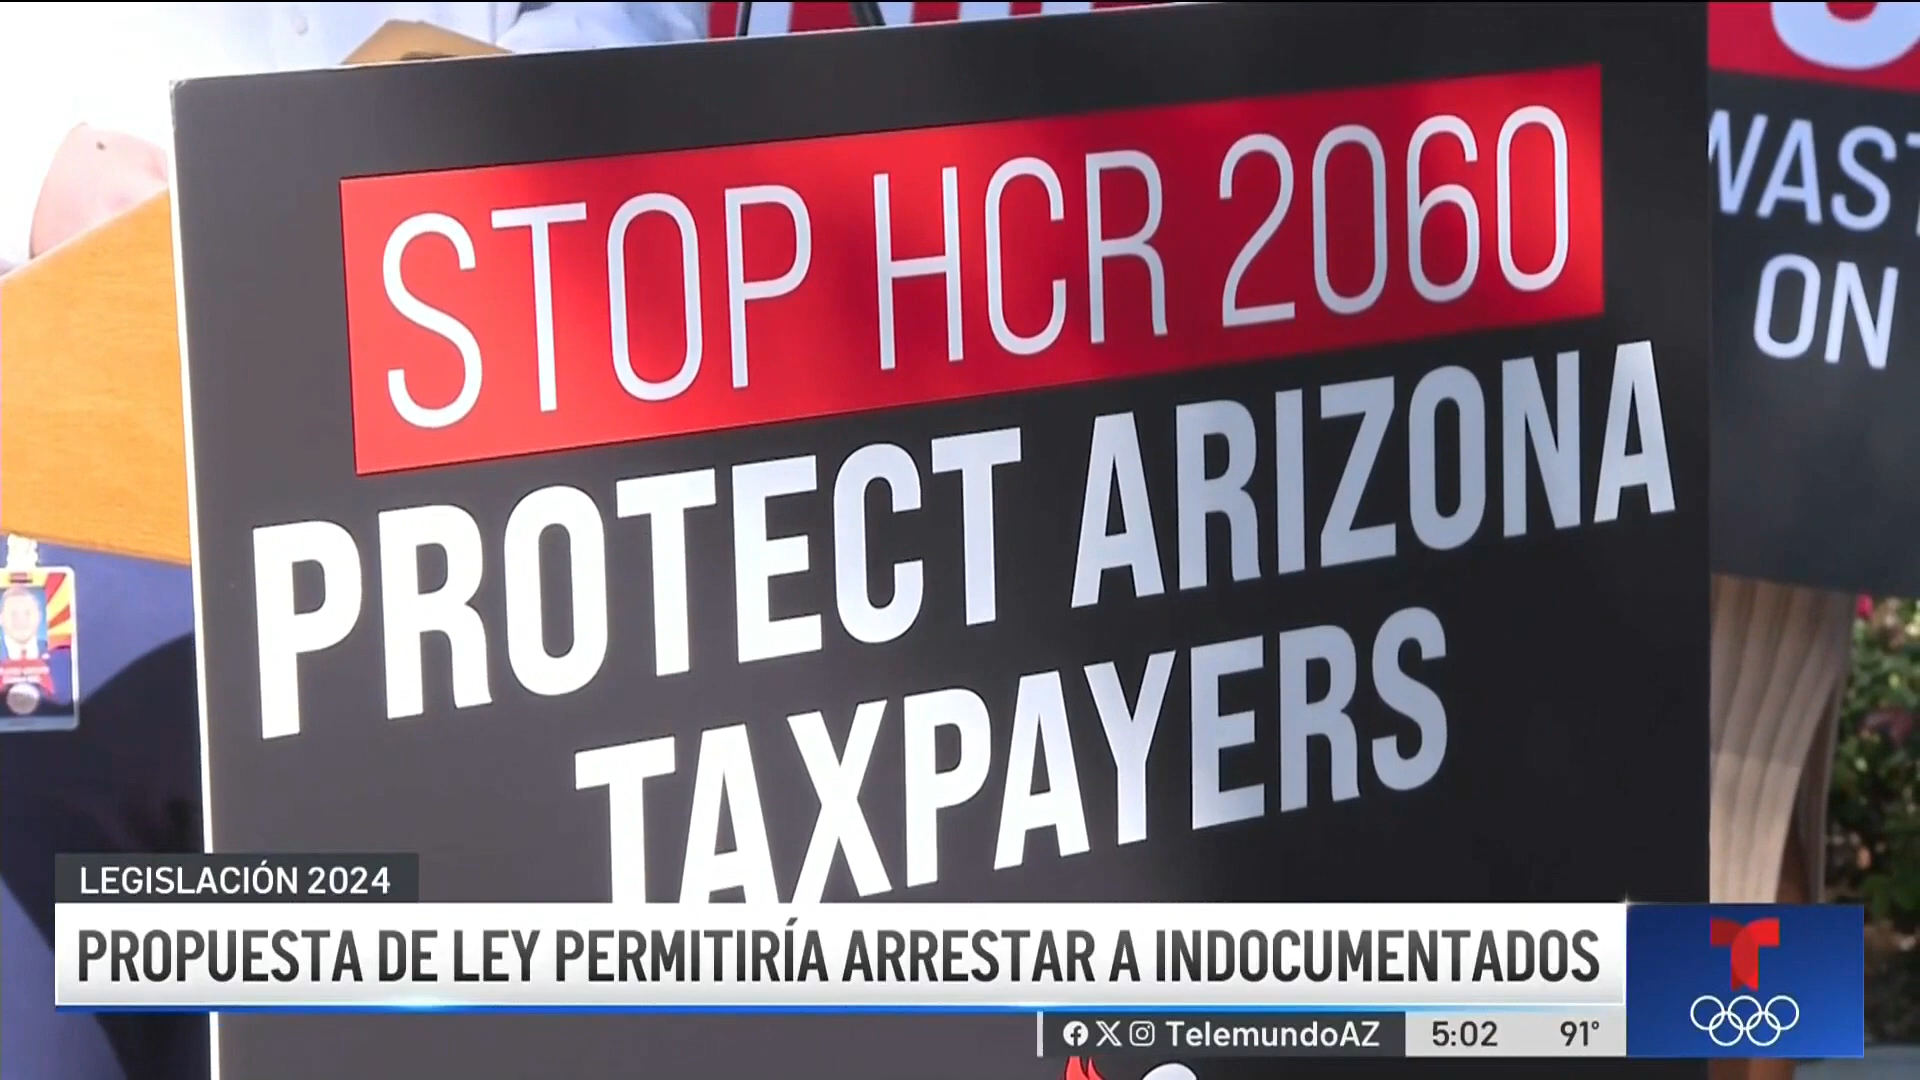 STOP HCR 2060
PROTECT ARIZONA
TAXPAYERS
ON
LEGISLACIÓN 2024
PROPUESTA DE LEY PERMITIRÍA ARRESTAR A INDOCUMENTADOS
TelemundoAZ
5:02
91°